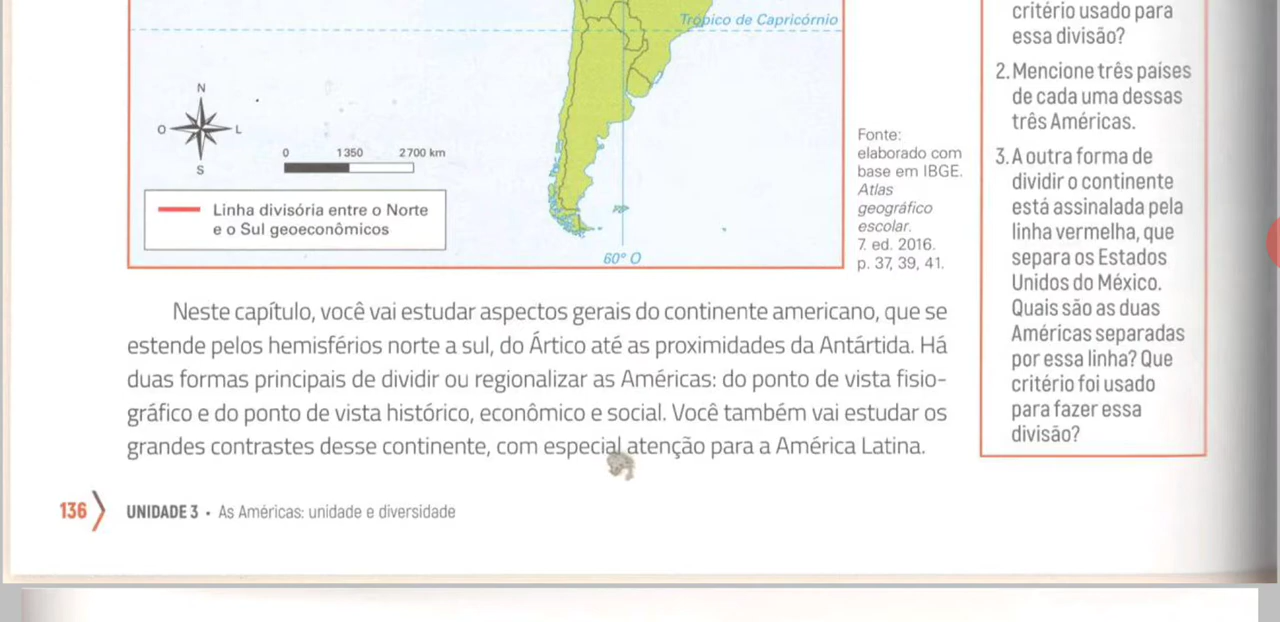 Trópico de Capricórnio
N
O
L
S
0 1350 2700 km
Linha divisória entre o Norte
e o Sul geoeconômicos
60° O
Fonte:
elaborado com
base em IBGE.
Atlas
geográfico
escolar.
7. ed. 2016.
p. 37, 39, 41.
Neste capítulo, você vai estudar aspectos gerais do continente americano, que se
estende pelos hemisférios norte a sul, do Ártico até as proximidades da Antártida. Há
duas formas principais de dividir ou regionalizar as Américas: do ponto de vista fisio-
gráfico e do ponto de vista histórico, econômico e social. Você também vai estudar os
grandes contrastes desse continente, com especial atenção para a América Latina.
critério usado para
essa divisão?
2. Mencione três países
de cada uma dessas
três Américas.
3. A outra forma de
dividir o continente
está assinalada pela
linha vermelha, que
separa os Estados
Unidos do México.
Quais são as duas
Américas separadas
por essa linha? Que
critério foi usado
para fazer essa
divisão?
136 UNIDADE 3 • As Américas: unidade e diversidade